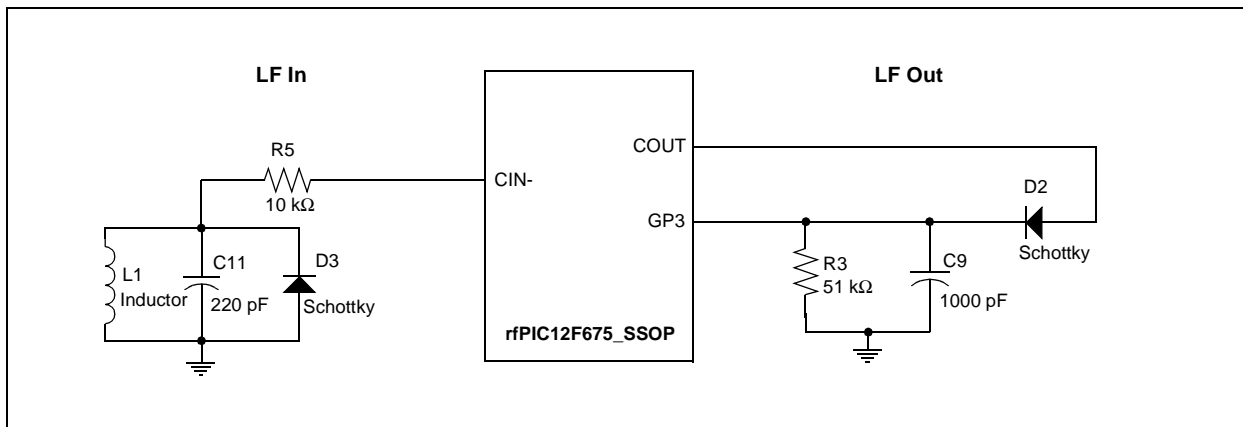 LF In
LF Out
R5
10 kΩ
CIN-
COUT
GP3
D2
Schottky
L1
Inductor
C11
220 pF
D3
Schottky
R3
51 kΩ
C9
1000 pF
rfPIC12F675_SSOP